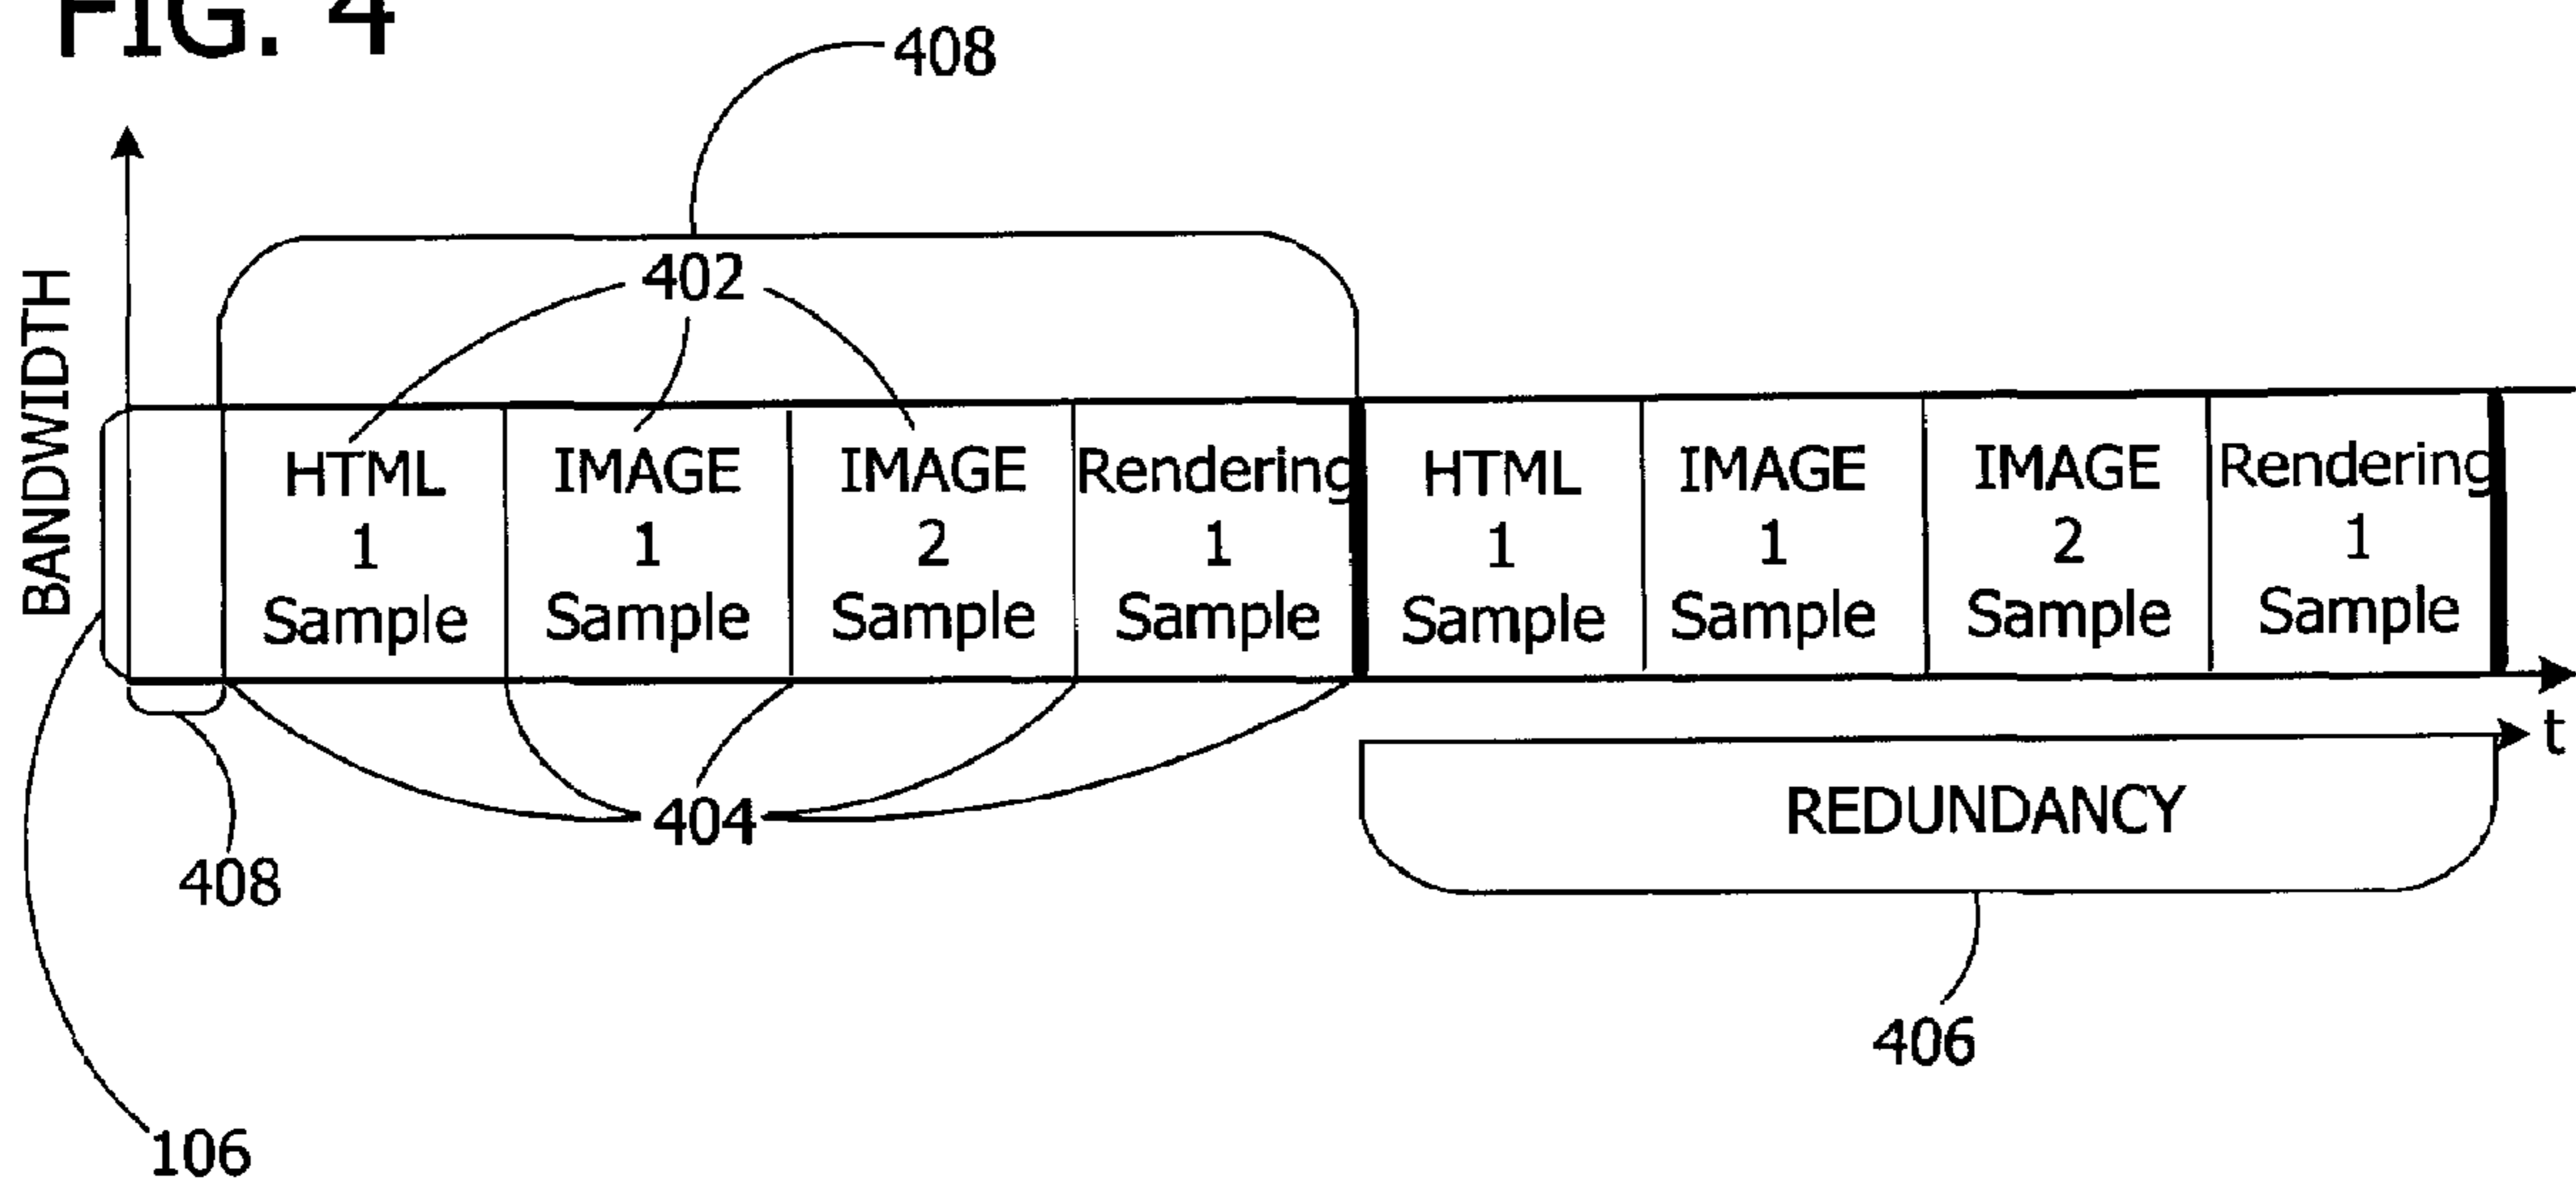 FIG. 4
408
402
BANDWIDTH
HTML
1
Sample
IMAGE
1
Sample
IMAGE
2
Sample
Rendering
1
Sample
HTML
1
Sample
IMAGE
1
Sample
IMAGE
2
Sample
Rendering
1
Sample
t
404
REDUNDANCY
408
406
106